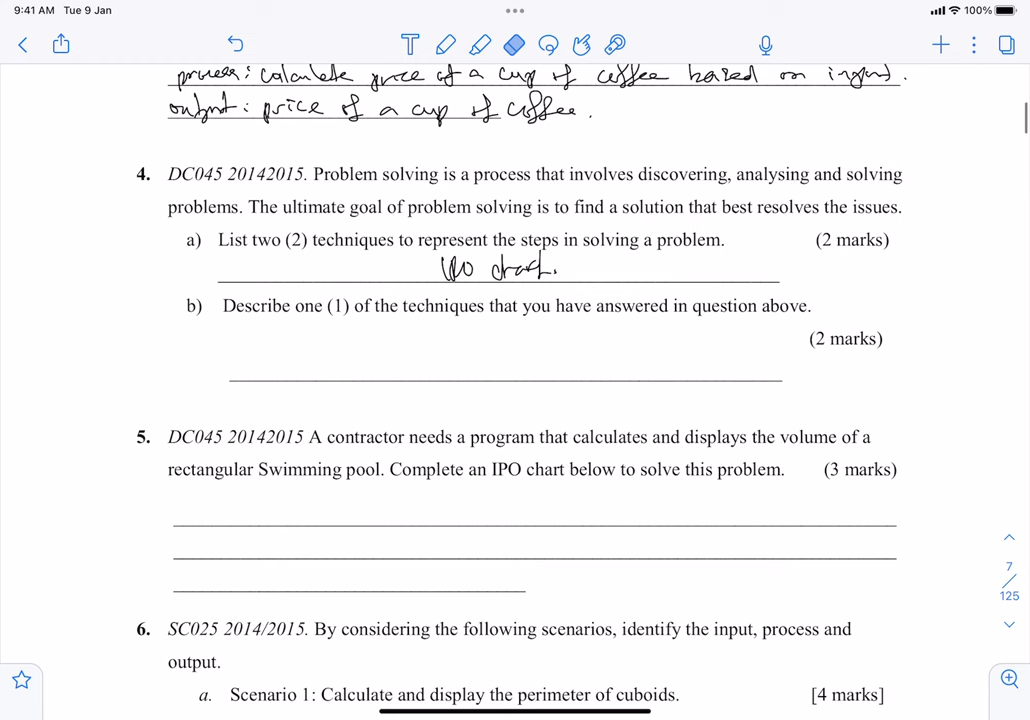 9:41 AM Tue 9 Jan
100%
process: calculate price of a cup of coffee based on input.
output: price of a cup of coffee.
4. DC045 20142015. Problem solving is a process that involves discovering, analysing and solving
problems. The ultimate goal of problem solving is to find a solution that best resolves the issues.
a) List two (2) techniques to represent the steps in solving a problem. (2 marks)
IPO chart.
b) Describe one (1) of the techniques that you have answered in question above.
(2 marks)
5. DC045 20142015 A contractor needs a program that calculates and displays the volume of a
rectangular Swimming pool. Complete an IPO chart below to solve this problem. (3 marks)
7
125
6. SC025 2014/2015. By considering the following scenarios, identify the input, process and
output.
a. Scenario 1: Calculate and display the perimeter of cuboids. [4 marks]